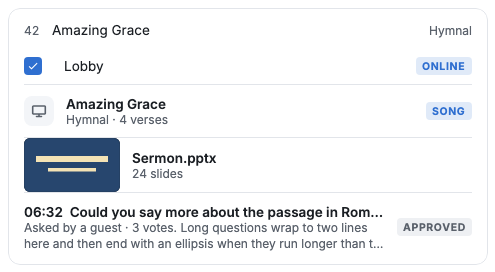 42 Amazing Grace Hymnal
Lobby ONLINE
Amazing Grace
Hymnal · 4 verses
SONG
Sermon.pptx
24 slides
06:32 Could you say more about the passage in Rom...
Asked by a guest · 3 votes. Long questions wrap to two lines
here and then end with an ellipsis when they run longer than t...
APPROVED